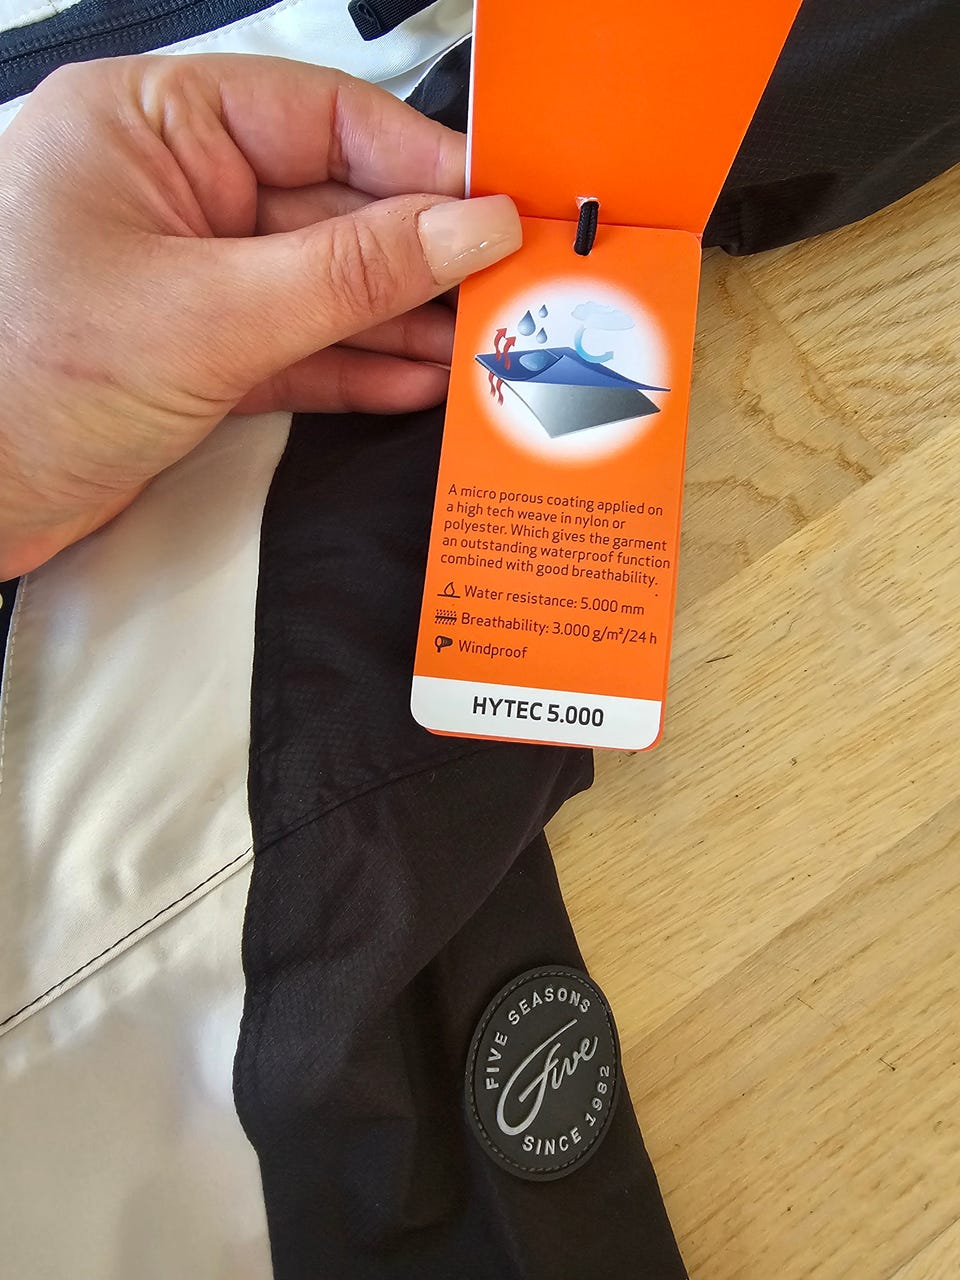 A micro porous coating applied on
a high tech weave in nylon or
polyester. Which gives the garment
an outstanding waterproof function
combined with good breathability.
Water resistance: 5.000 mm
Breathability: 3.000 g/m²/24 h
Windproof
HYTEC 5.000
FIVE SEASONS
Five
SINCE 1982